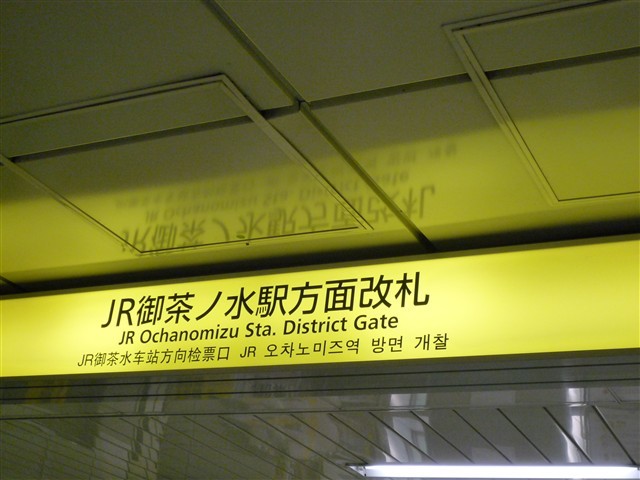 JR御茶ノ水駅方面改札
JR Ochanomizu Sta. District Gate
JR御茶水车站方向检票口 JR 오차노미즈역 방면 개찰